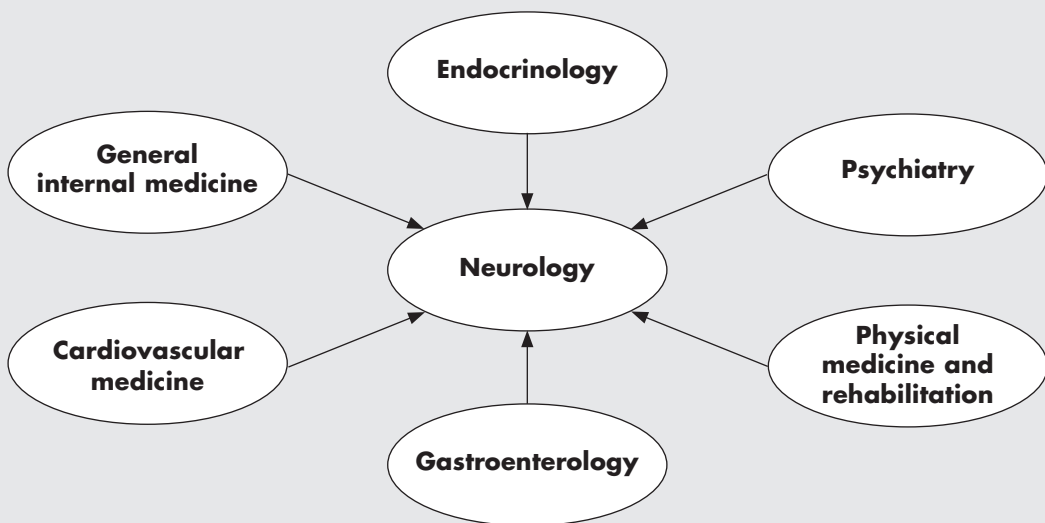 Endocrinology
General
internal medicine
Psychiatry
Neurology
Cardiovascular
medicine
Physical
medicine and
rehabilitation
Gastroenterology